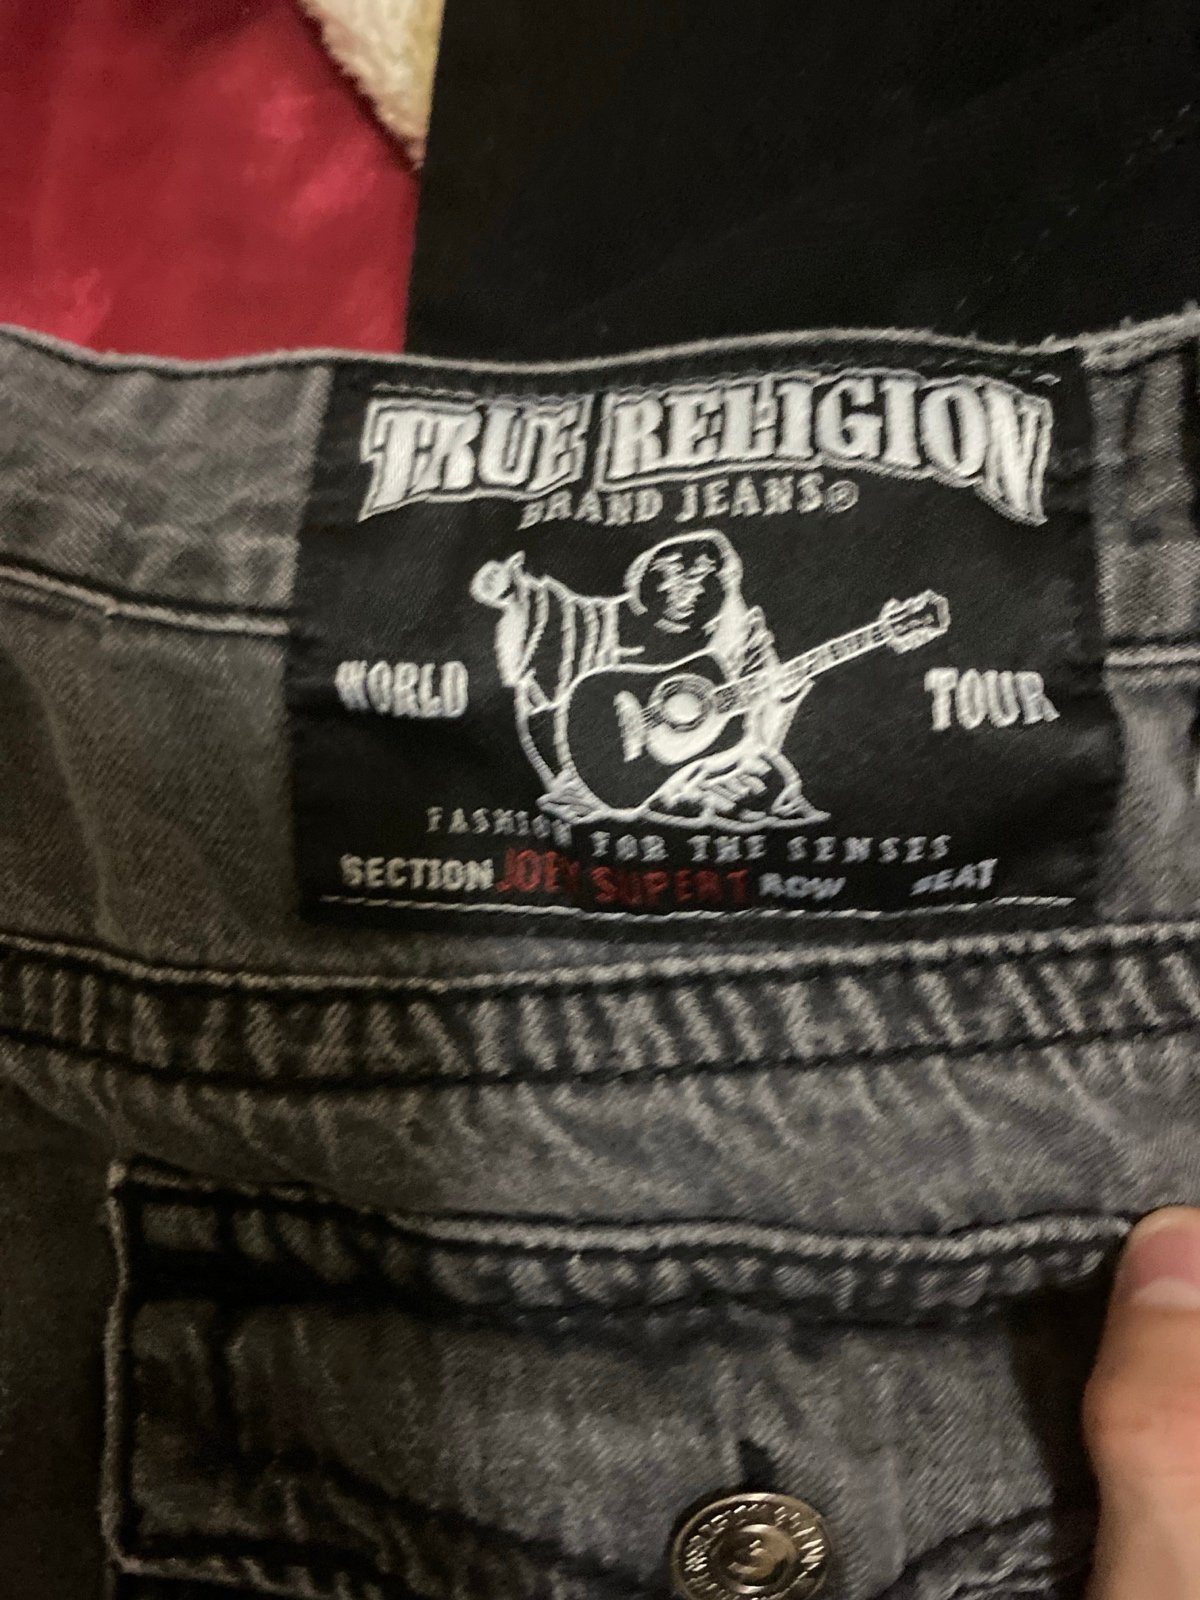 TRUE RELIGION
BRAND JEANS®
WORLD TOUR
FASHION FOR THE SENSES
SECTION JOEY SUPER T ROW SEAT